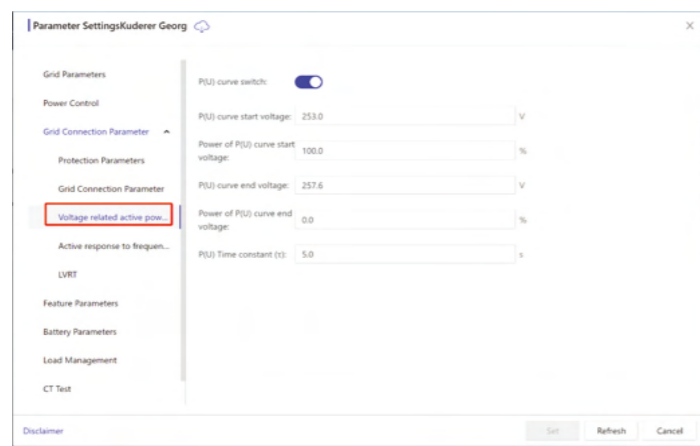 Parameter SettingsKuderer Georg
Grid Parameters
Power Control
Grid Connection Parameter
Protection Parameters
Grid Connection Parameter
Voltage related active pow...
Active response to frequen...
LVRT
Feature Parameters
Battery Parameters
Load Management
CT Test
P(U) curve switch:
P(U) curve start voltage: 253.0 V
Power of P(U) curve start
voltage: 100.0 %
P(U) curve end voltage: 257.6 V
Power of P(U) curve end
voltage: 0.0 %
P(U) Time constant (τ): 5.0 s
Disclaimer
Set Refresh Cancel